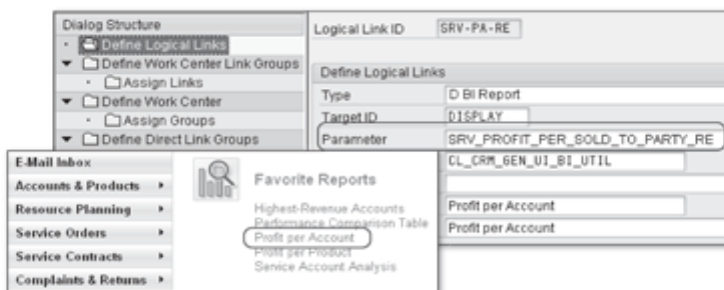 Dialog Structure
Define Logical Links
Define Work Center Link Groups
Assign Links
Define Work Center
Assign Groups
Define Direct Link Groups
Logical Link ID SRV-PA-RE
Define Logical Links
Type D BI Report
Target ID DISPLAY
Parameter SRV_PROFIT_PER_SOLD_TO_PARTY_RE
CL_CRM_GEN_UI_BI_UTIL
Profit per Account
Profit per Account
E-Mail Inbox
Accounts & Products
Resource Planning
Service Orders
Service Contracts
Complaints & Returns
Favorite Reports
Highest-Revenue Accounts
Performance Comparison Table
Profit per Account
Profit per Product
Service Account Analysis